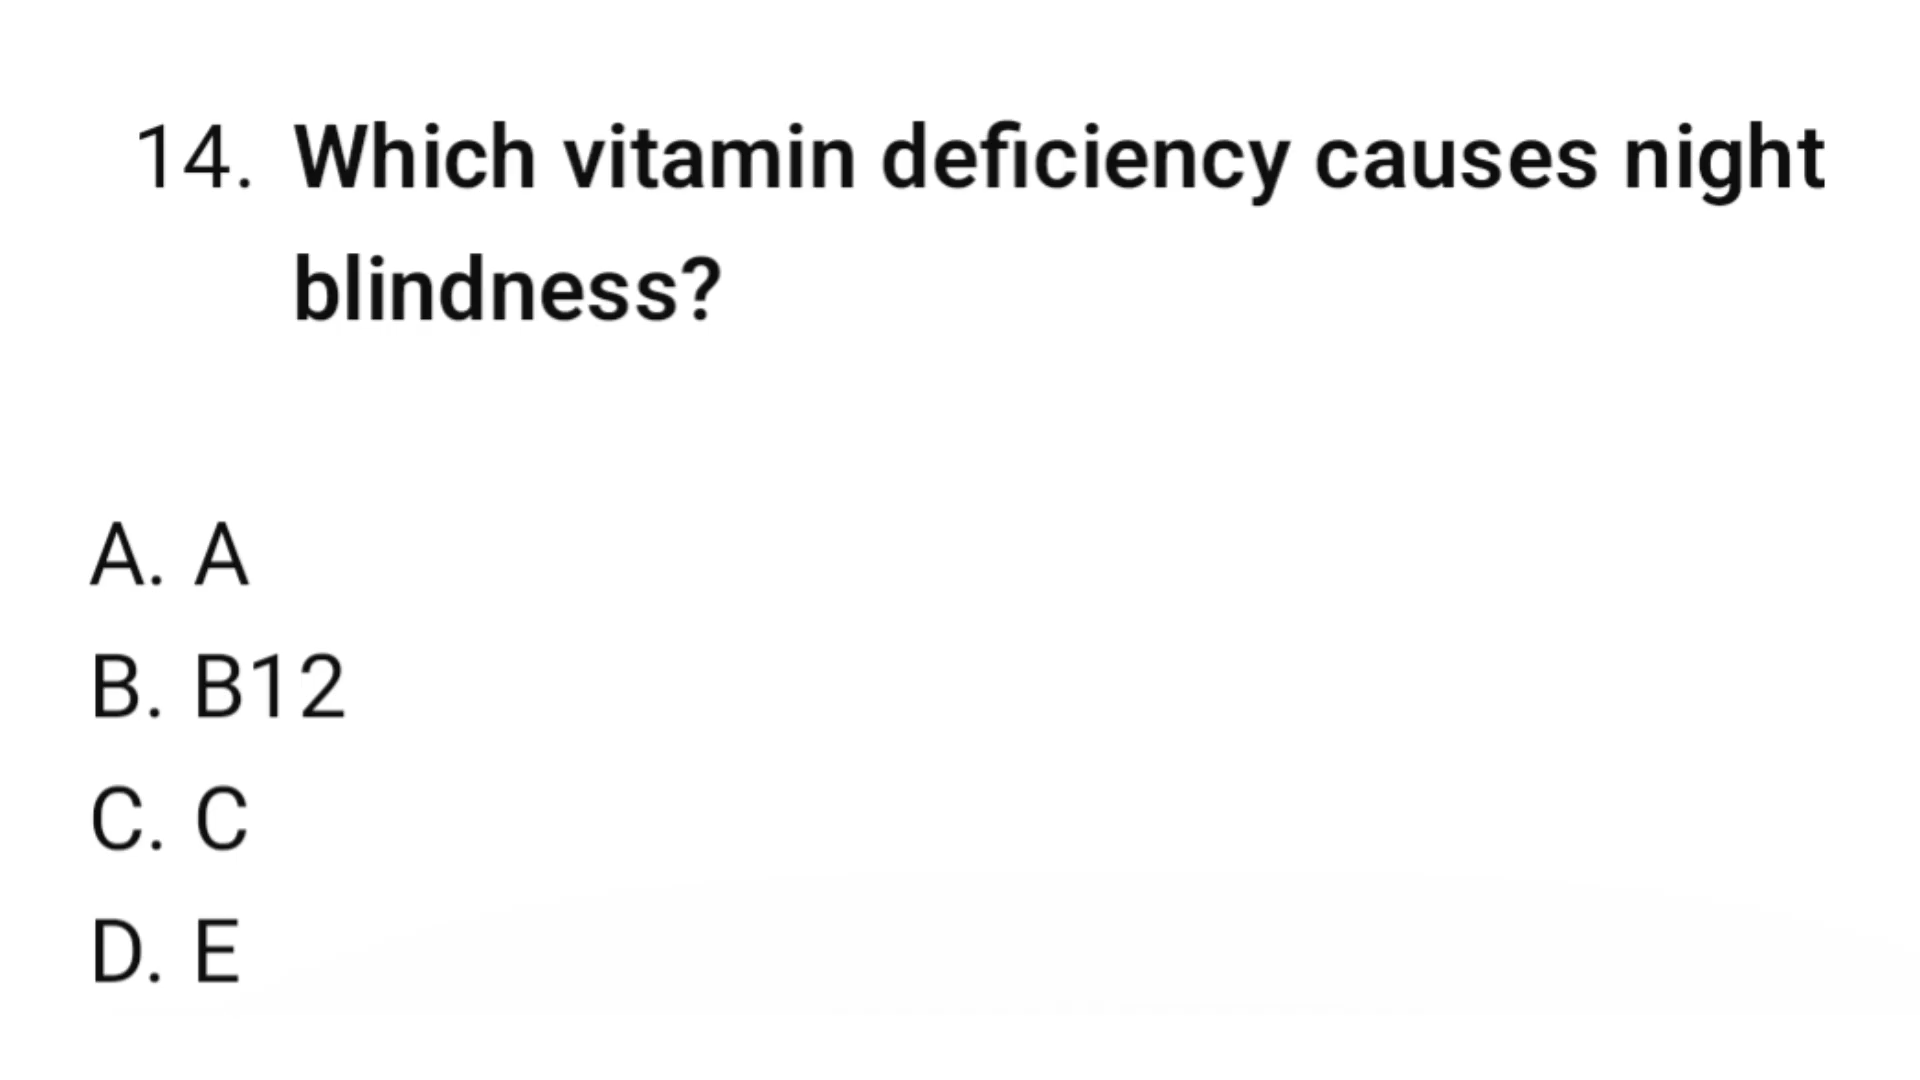 14. Which vitamin deficiency causes night
blindness?
A. A
B. B12
C. C
D. E